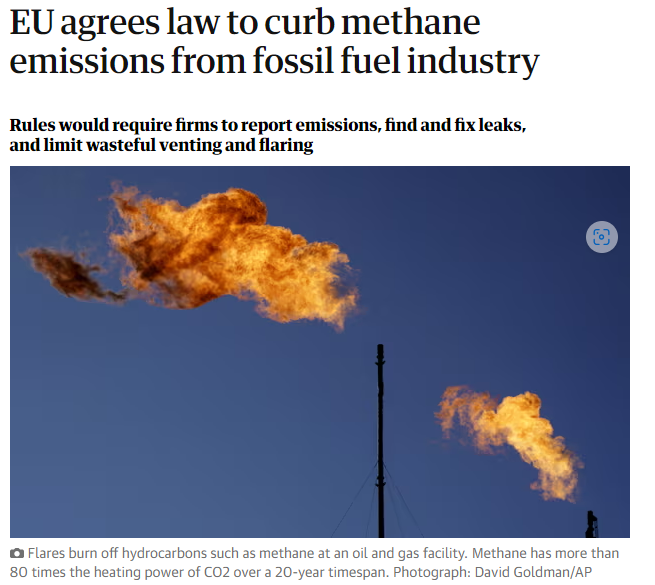 EU agrees law to curb methane
emissions from fossil fuel industry
Rules would require firms to report emissions, find and fix leaks,
and limit wasteful venting and flaring
Flares burn off hydrocarbons such as methane at an oil and gas facility. Methane has more than
80 times the heating power of CO2 over a 20-year timespan. Photograph: David Goldman/AP